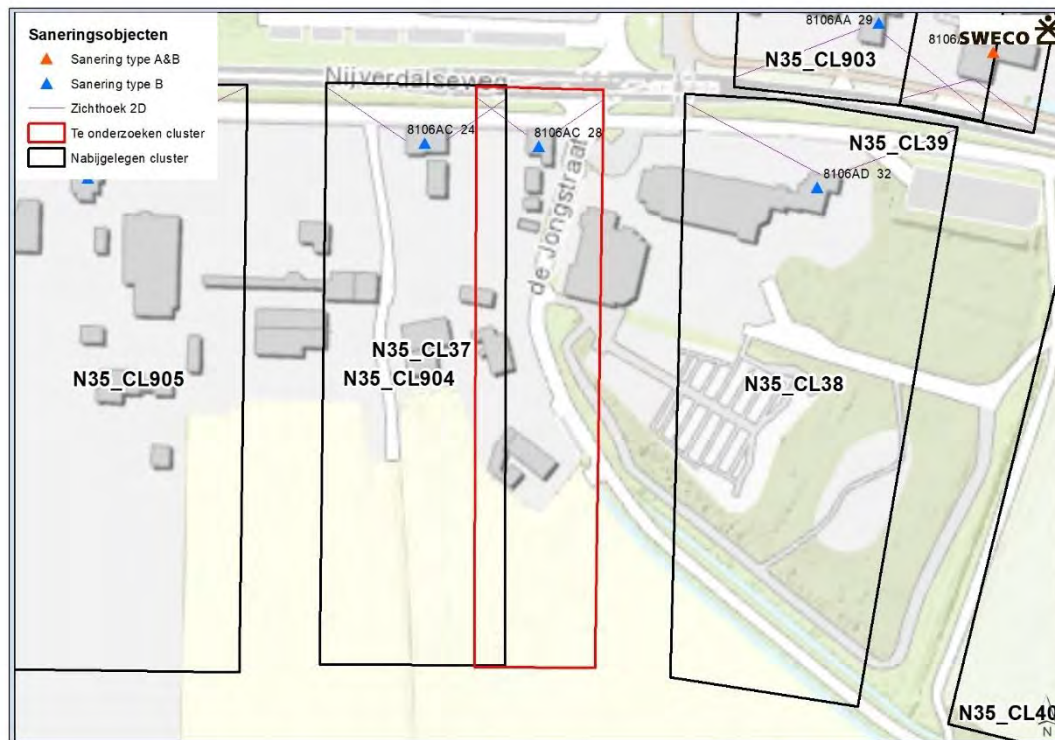 Saneringsobjecten
Sanering type A&B
Sanering type B
Zichthoek 2D
Te onderzoeken cluster
Nabijgelegen cluster
8106AA 29
SWECO
N35_CL903
Nijverdalseweg
8106AC 24
8106AC 28
N35_CL39
8106AD 32
de Jongstraat
N35_CL37
N35_CL905
N35_CL904
N35_CL38
N35_CL40
N